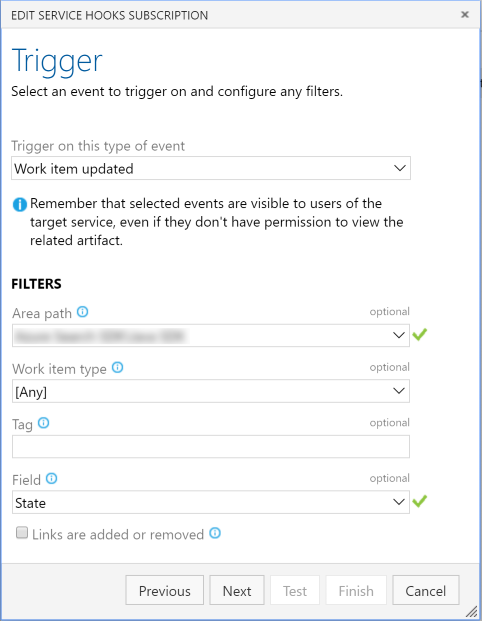 EDIT SERVICE HOOKS SUBSCRIPTION ×
Trigger
Select an event to trigger on and configure any filters.
Trigger on this type of event
Work item updated
Remember that selected events are visible to users of the
target service, even if they don't have permission to view the
related artifact.
FILTERS
Area path optional
Work item type optional
[Any]
Tag optional
Field optional
State
Links are added or removed
Previous Next Test Finish Cancel